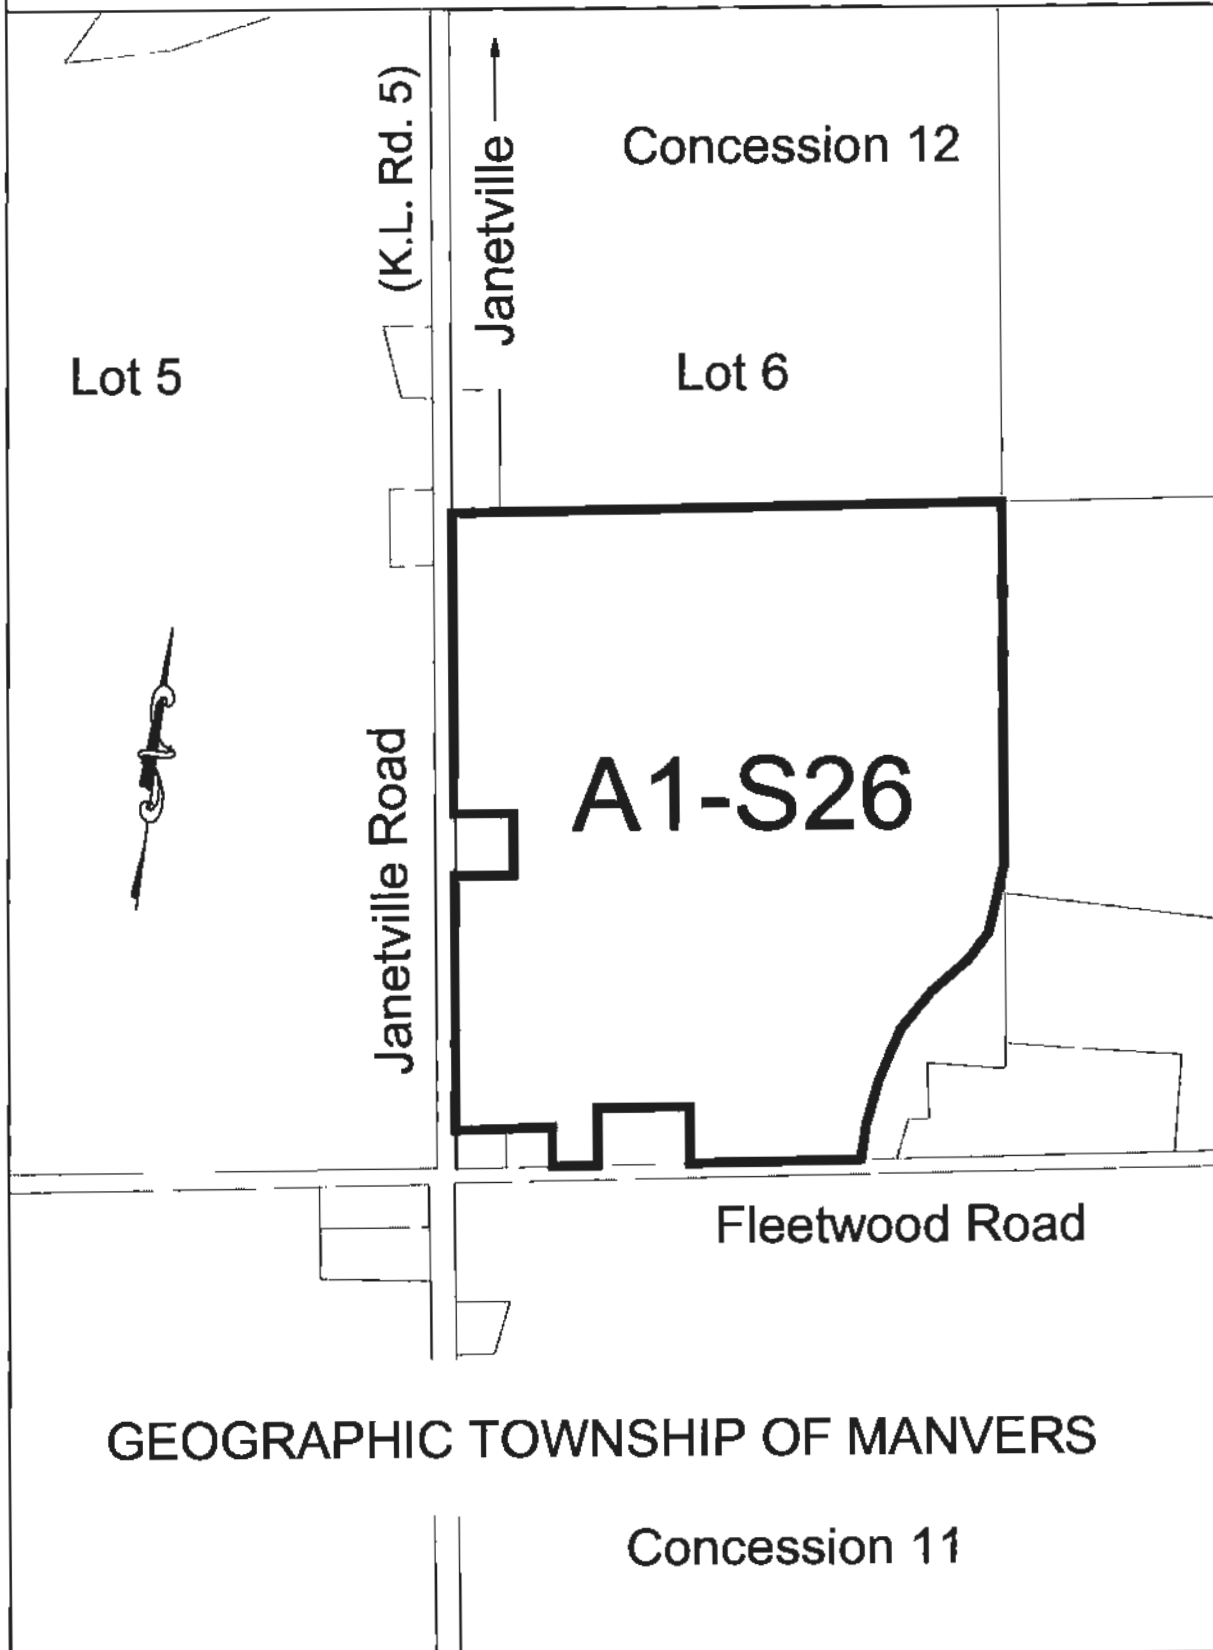 (K.L. Rd. 5)
Janetville
Concession 12
Lot 5
Lot 6
A1-S26
Janetville Road
Fleetwood Road
GEOGRAPHIC TOWNSHIP OF MANVERS
Concession 11